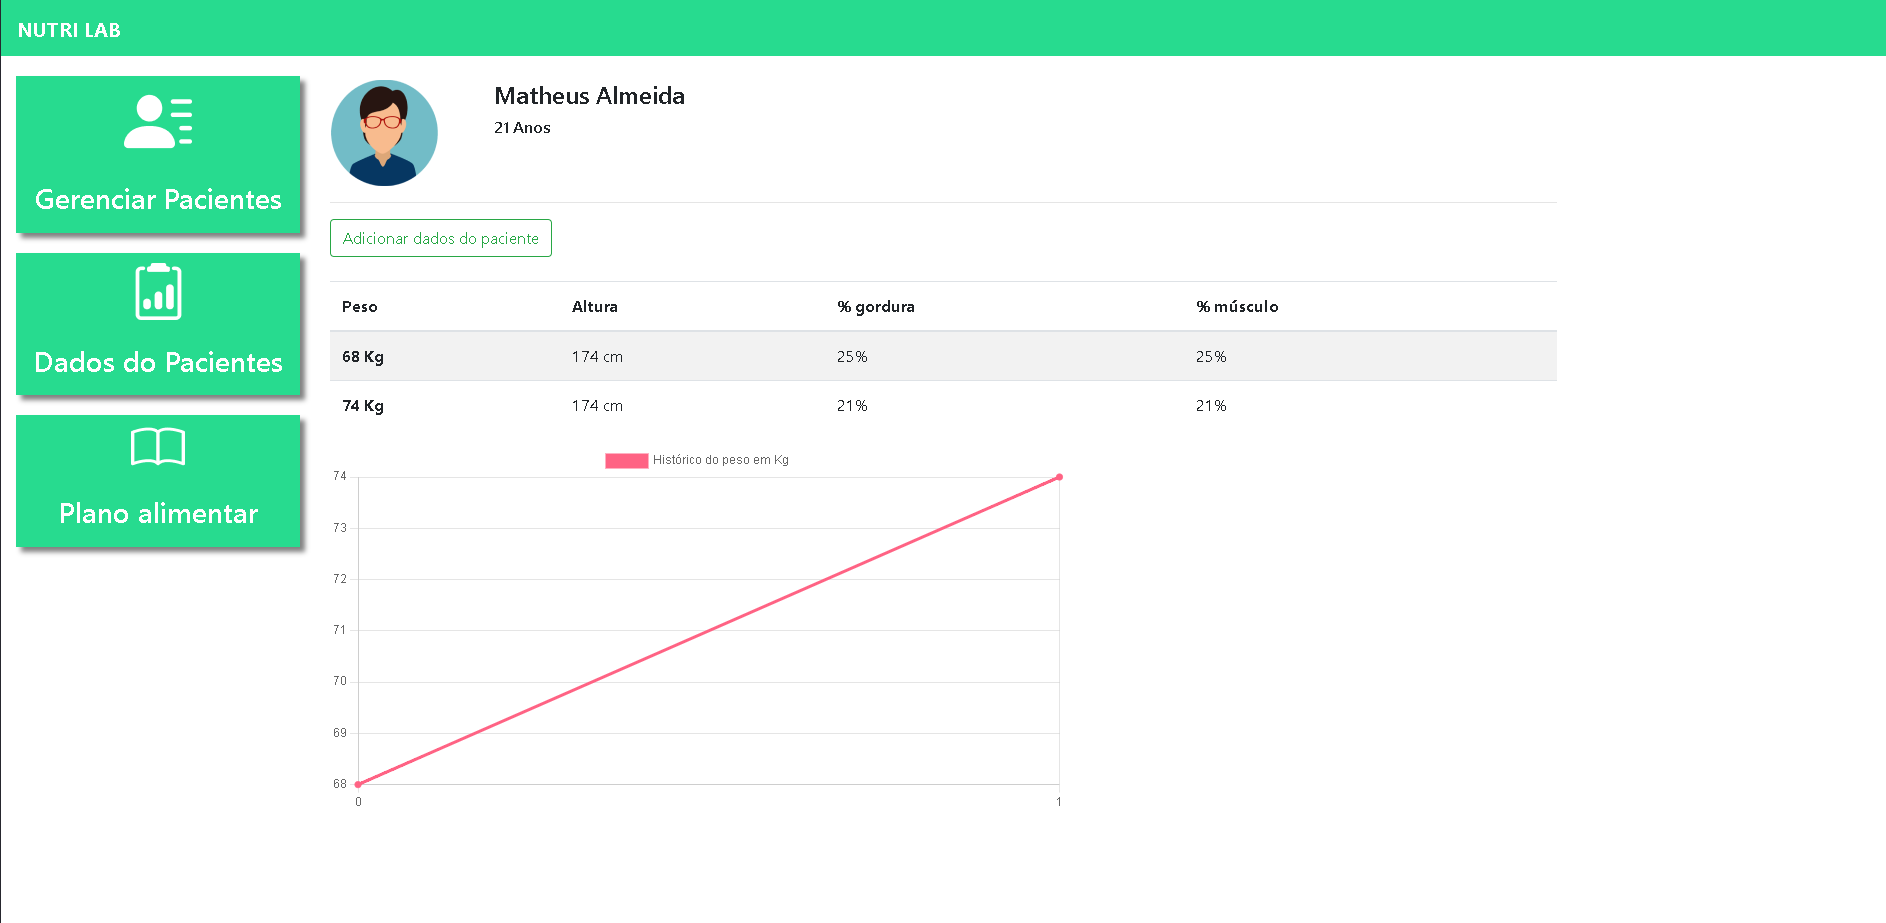 NUTRI LAB
Gerenciar Pacientes
Dados do Pacientes
Plano alimentar
Matheus Almeida
21 Anos
Adicionar dados do paciente
Peso Altura % gordura % músculo
68 Kg 174 cm 25% 25%
74 Kg 174 cm 21% 21%
Histórico do peso em Kg
74
73
72
71
70
69
68
0 1